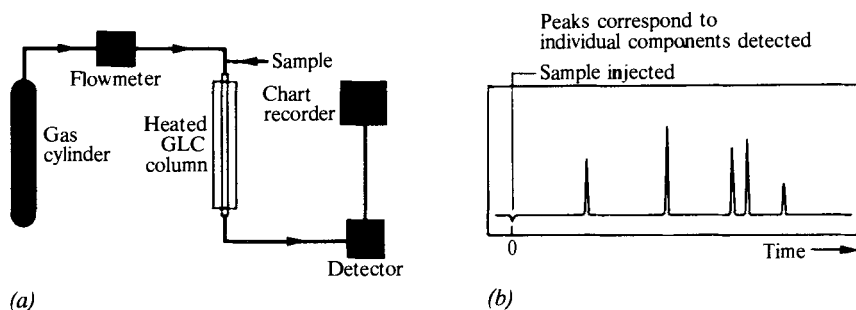 Flowmeter
Sample
Gas
cylinder
Heated
GLC
column
Chart
recorder
Detector
(a)
Peaks correspond to
individual components detected
Sample injected
0
Time
(b)